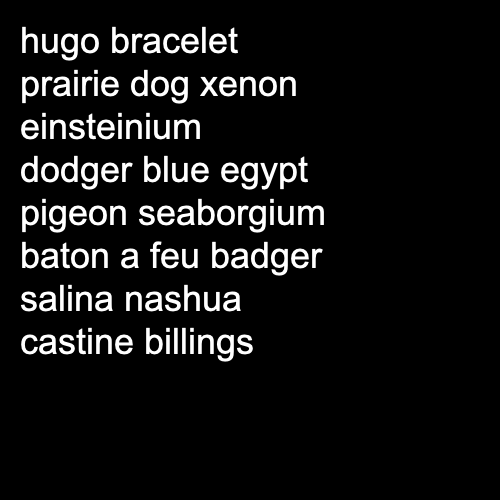 hugo bracelet
prairie dog xenon
einsteinium
dodger blue egypt
pigeon seaborgium
baton a feu badger
salina nashua
castine billings